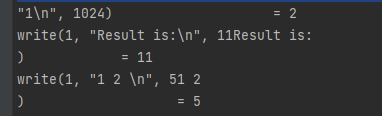 "1\n", 1024)                    = 2
write(1, "Result is:\n", 11Result is:
)            = 11
write(1, "1 2 \n", 51 2
)                   = 5